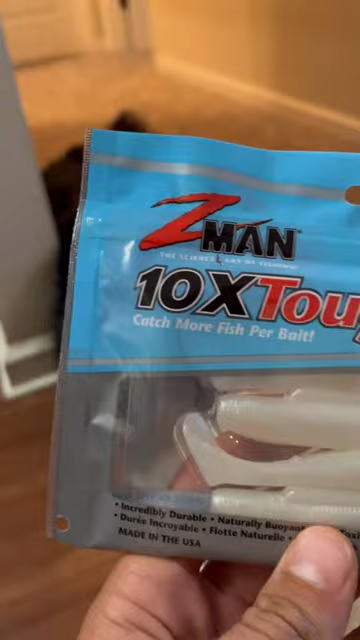 ZMAN
THE SCIENCE & ART OF FISHING
10XTou
Catch More Fish Per Bait!
• Incredibly Durable • Naturally Buoyant
• Durée Incroyable • Flotte Naturelle •
MADE IN THE USA